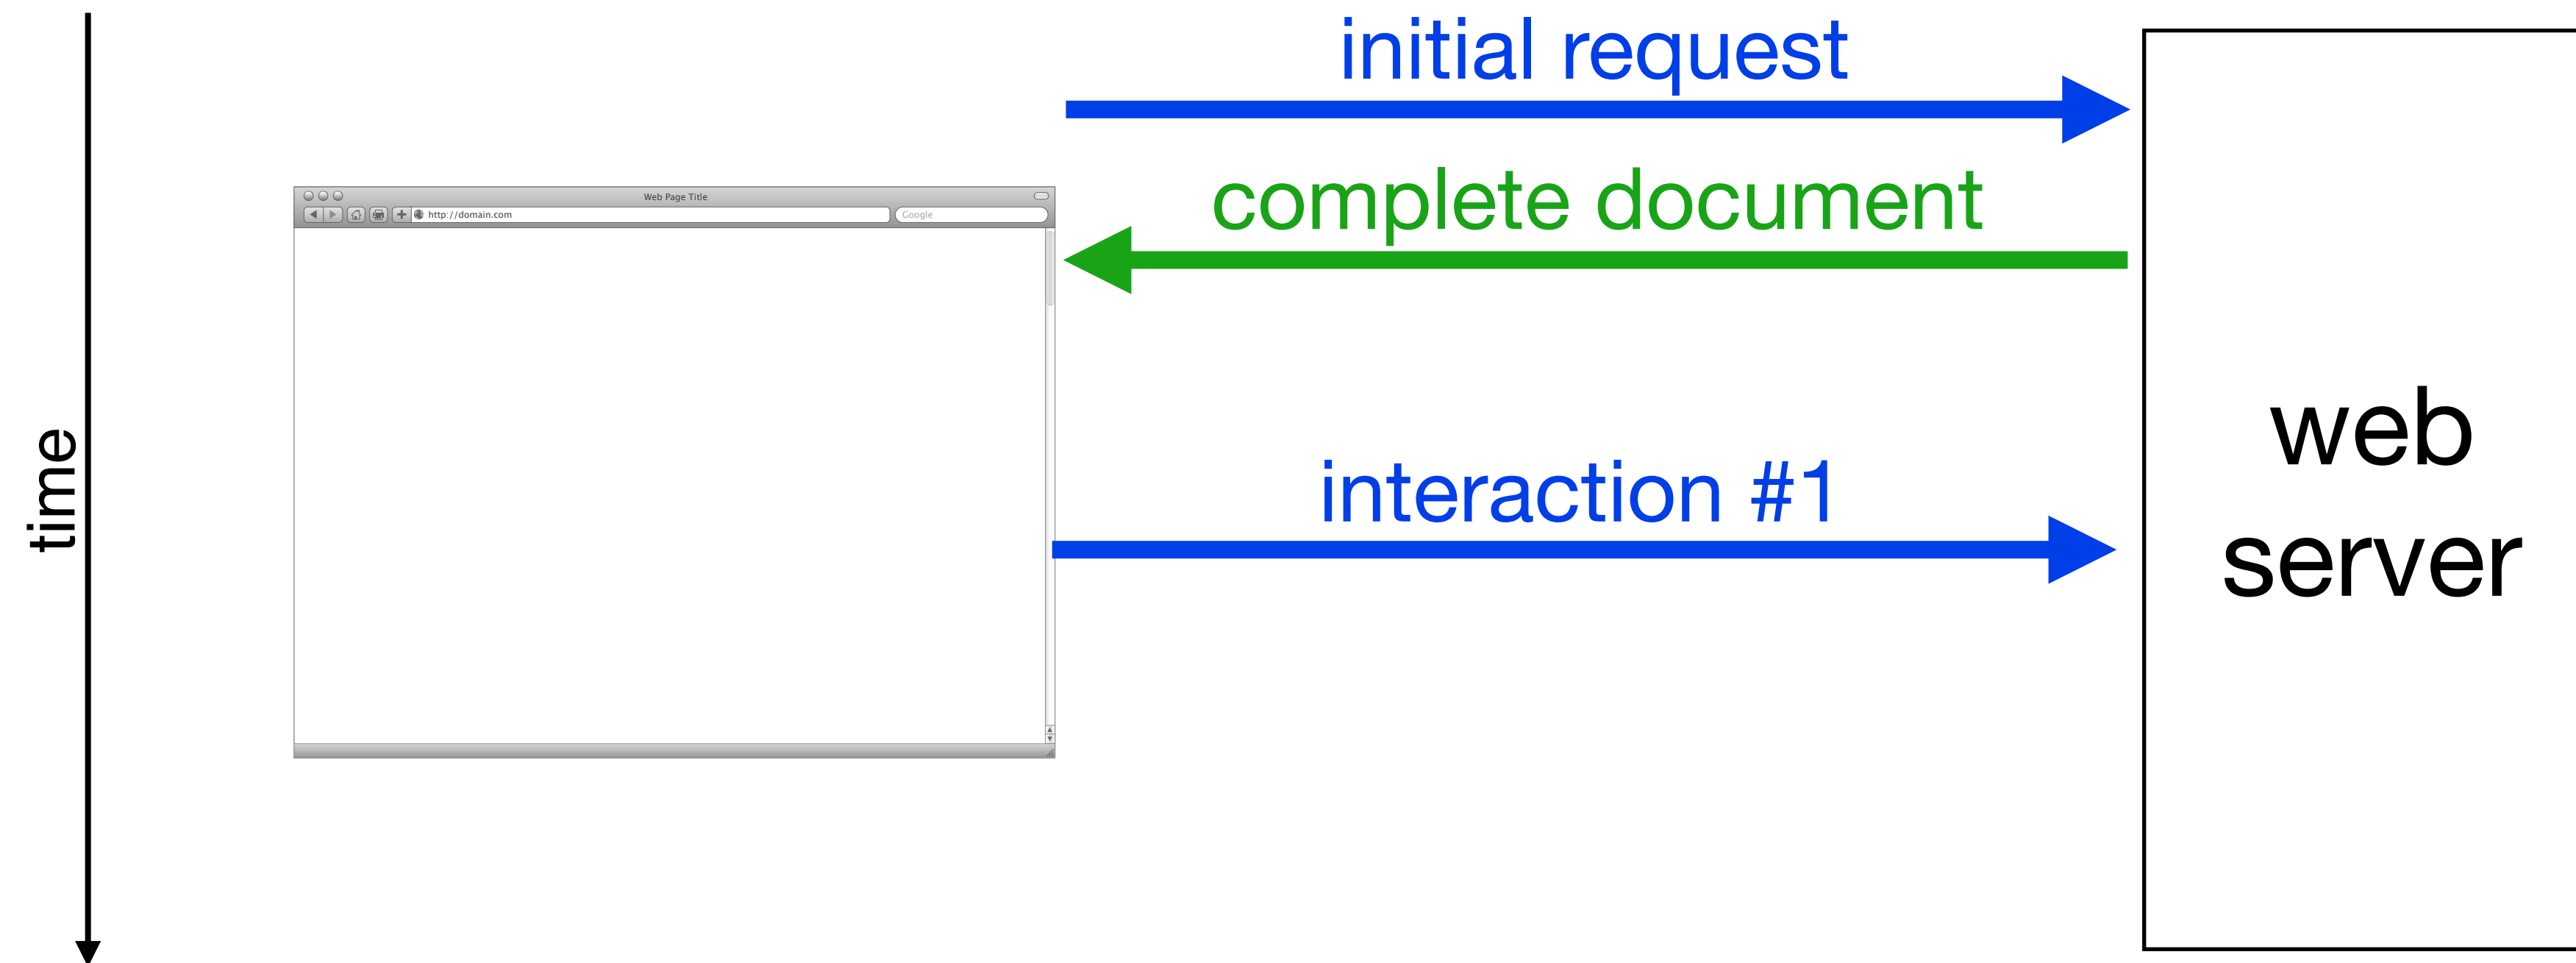 initial request
complete document
Web Page Title
http://domain.com
Google
time
interaction #1
web
server